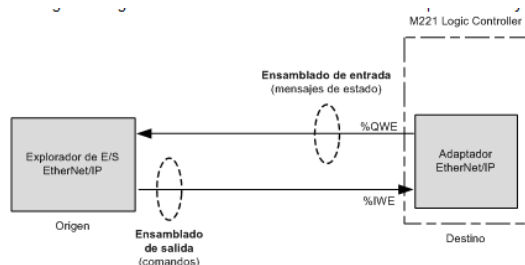 M221 Logic Controller
Ensamblado de entrada
(mensajes de estado)
%QWE
Explorador de E/S
EtherNet/IP
Adaptador
EtherNet/IP
%IWE
Origen
Ensamblado
de salida
(comandos)
Destino